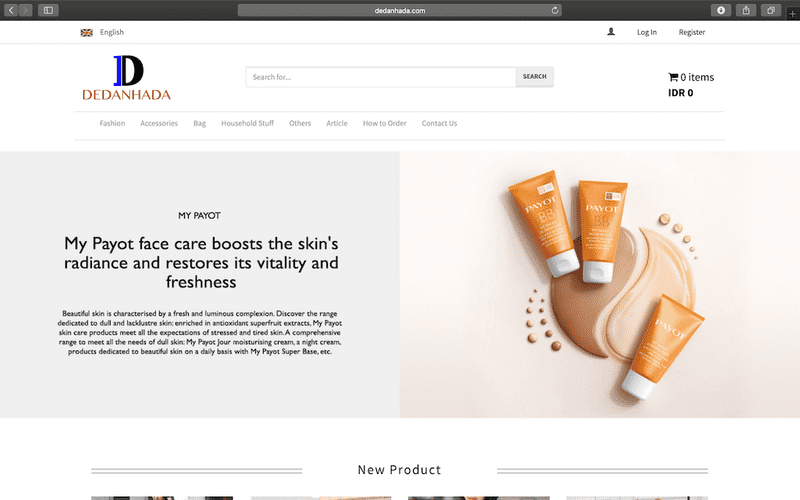 dedanhada.com
English
Log In
Register
D
DEDANHADA
Search for...
SEARCH
0 items
IDR 0
Fashion Accessories Bag Household Stuff Others Article How to Order Contact Us
MY PAYOT
My Payot face care boosts the skin's
radiance and restores its vitality and
freshness
Beautiful skin is characterised by a fresh and luminous complexion. Discover the range
dedicated to dull and lacklustre skin: enriched in antioxidant superfruit extracts, My Payot
skin care products meet all the expectations of stressed and tired skin. A comprehensive
range to meet all the needs of dull skin: My Payot Jour moisturising cream, a night cream,
products dedicated to beautiful skin on a daily basis with My Payot Super Base, etc.
PAYOT
BB
PAYOT
BB
PAYOT
New Product